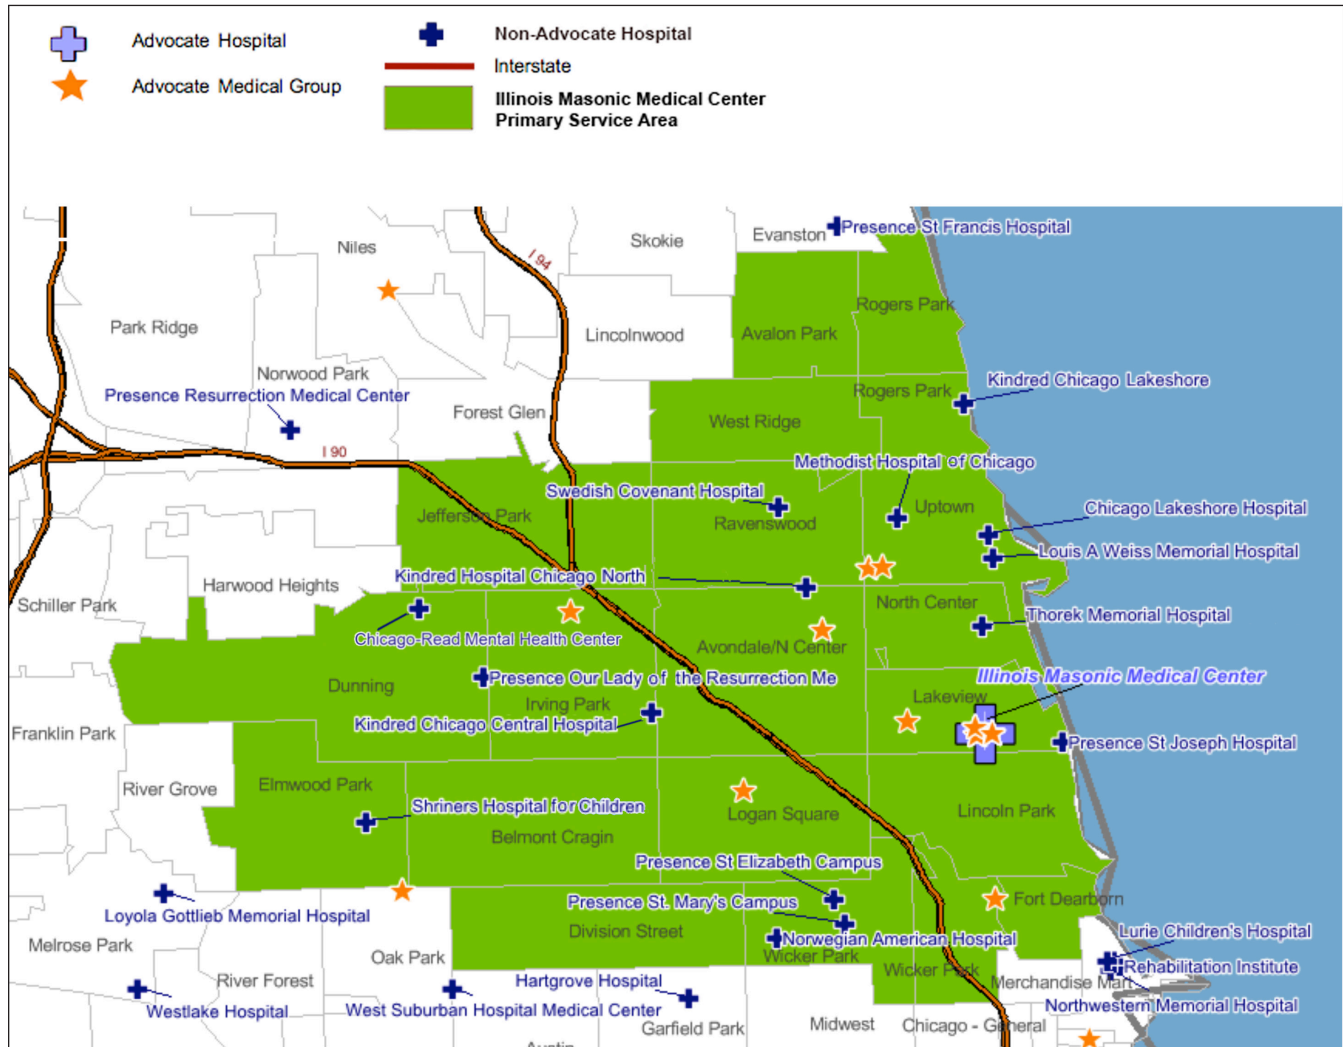 Advocate Hospital
Advocate Medical Group
Non-Advocate Hospital
Interstate
Illinois Masonic Medical Center
Primary Service Area
Evanston
Presence St Francis Hospital
Skokie
Niles
I 94
Rogers Park
Park Ridge
Lincolnwood
Avalon Park
Norwood Park
Kindred Chicago Lakeshore
Presence Resurrection Medical Center
Rogers Park
Forest Glen
West Ridge
I 90
Methodist Hospital of Chicago
Swedish Covenant Hospital
Uptown
Chicago Lakeshore Hospital
Jefferson Park
Ravenswood
Louis A Weiss Memorial Hospital
Kindred Hospital Chicago North
Harwood Heights
Schiller Park
North Center
Thorek Memorial Hospital
Chicago-Read Mental Health Center
Avondale/N Center
Illinois Masonic Medical Center
Presence Our Lady of the Resurrection Me
Dunning
Lakeview
Irving Park
Kindred Chicago Central Hospital
Franklin Park
Presence St Joseph Hospital
Elmwood Park
River Grove
Shriners Hospital for Children
Logan Square
Lincoln Park
Belmont Cragin
Presence St Elizabeth Campus
Presence St. Mary's Campus
Fort Dearborn
Loyola Gottlieb Memorial Hospital
Division Street
Norwegian American Hospital
Lurie Children's Hospital
Melrose Park
Oak Park
Wicker Park
Wicker Park
Rehabilitation Institute
River Forest
Hartgrove Hospital
Merchandise Mart
Westlake Hospital
West Suburban Hospital Medical Center
Northwestern Memorial Hospital
Garfield Park
Midwest
Chicago - General
Austin